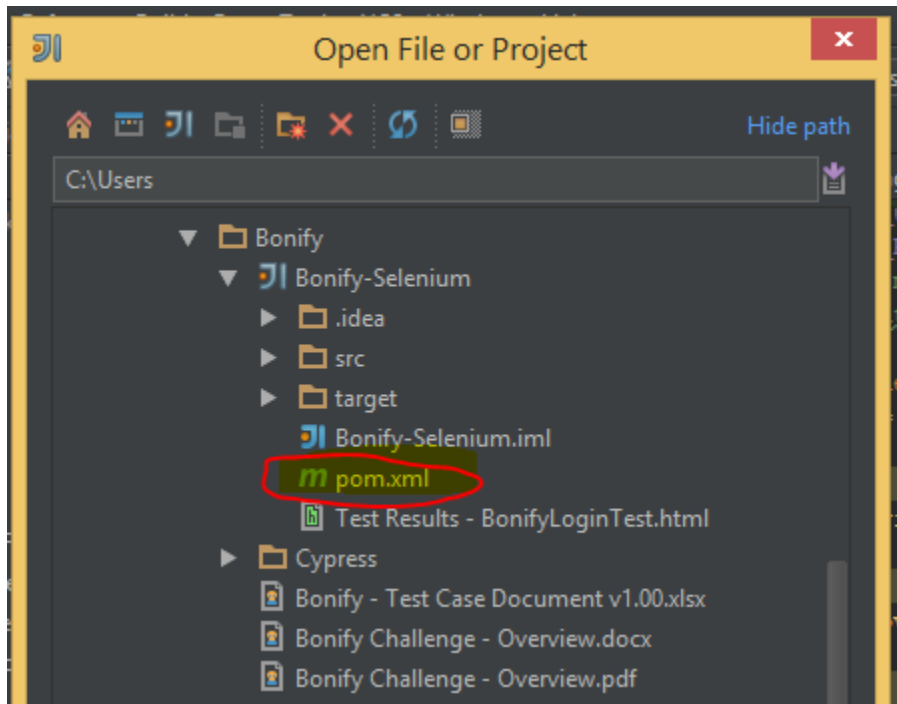 Open File or Project
Hide path
C:\Users
Bonify
Bonify-Selenium
.idea
src
target
Bonify-Selenium.iml
pom.xml
Test Results - BonifyLoginTest.html
Cypress
Bonify - Test Case Document v1.00.xlsx
Bonify Challenge - Overview.docx
Bonify Challenge - Overview.pdf